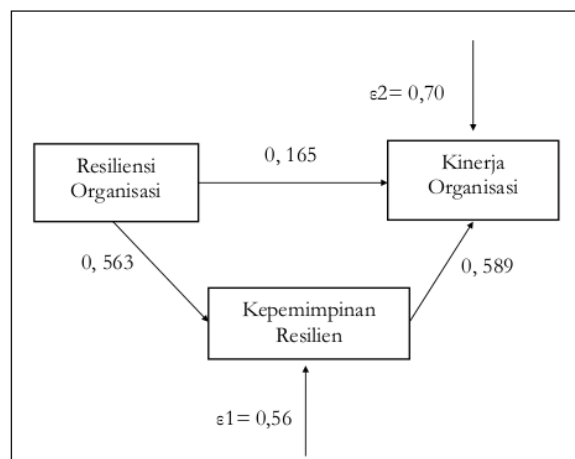 ε2= 0,70
0, 165
Resiliensi
Organisasi
Kinerja
Organisasi
0, 563
0, 589
Kepemimpinan
Resilien
ε1= 0,56